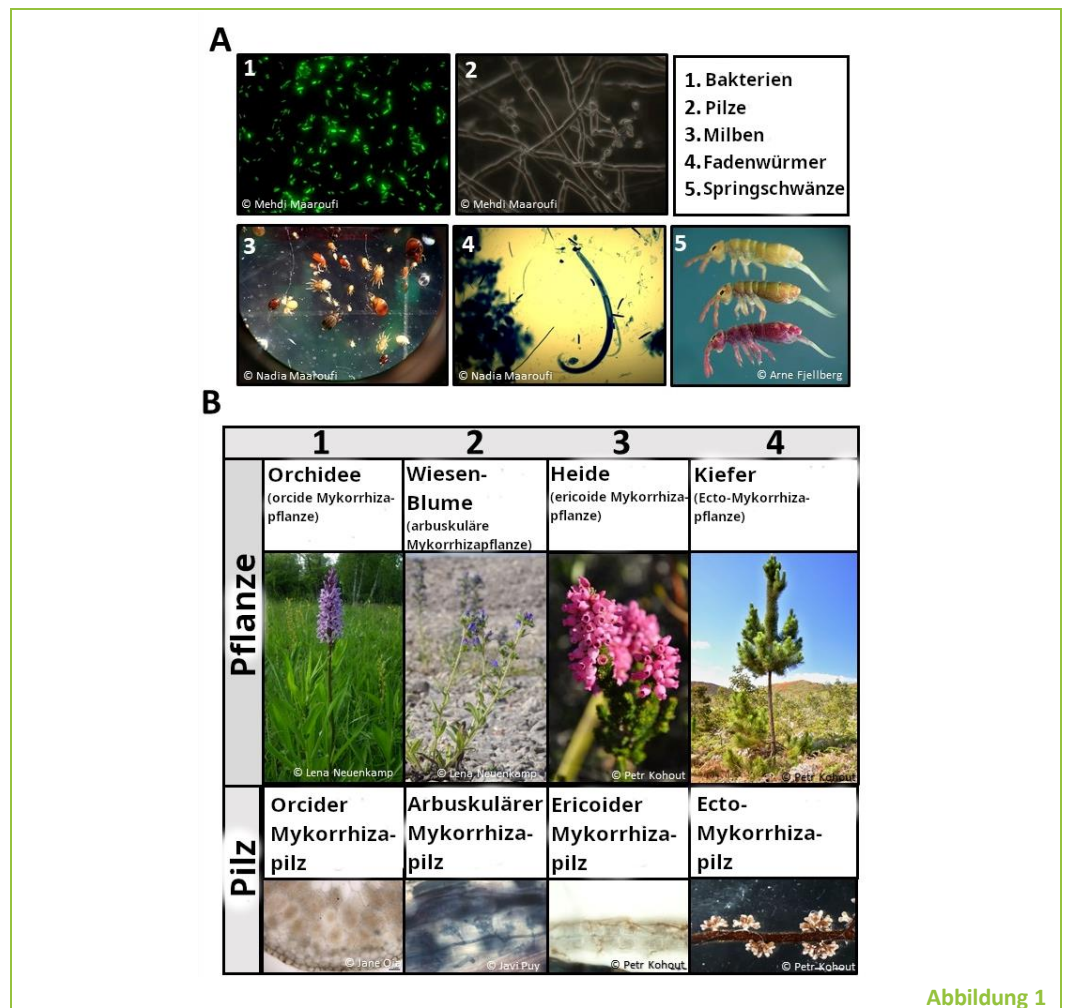 A
1
2
1. Bakterien
2. Pilze
3. Milben
4. Fadenwürmer
5. Springschwänze
© Mehdi Maaroufi
© Mehdi Maaroufi
3
4
5
© Nadia Maaroufi
© Nadia Maaroufi
© Arne Fjellberg
B
1
2
3
4
Pflanze
Orchidee
(orcide Mykorrhiza-
pflanze)
Wiesen-
Blume
(arbuskuläre
Mykorrhizapflanze)
Heide
(ericoide Mykorrhiza-
pflanze)
Kiefer
(Ecto-Mykorrhiza-
pflanze)
© Lena Neuenkamp
© Lena Neuenkamp
© Petr Kohout
© Petr Kohout
Pilz
Orcider
Mykorrhiza-
pilz
Arbuskulärer
Mykorrhiza-
pilz
Ericoider
Mykorrhiza-
pilz
Ecto-
Mykorrhiza-
pilz
© Jane Oja
© Javi Puy
© Petr Kohout
© Petr Kohout
Abbildung 1